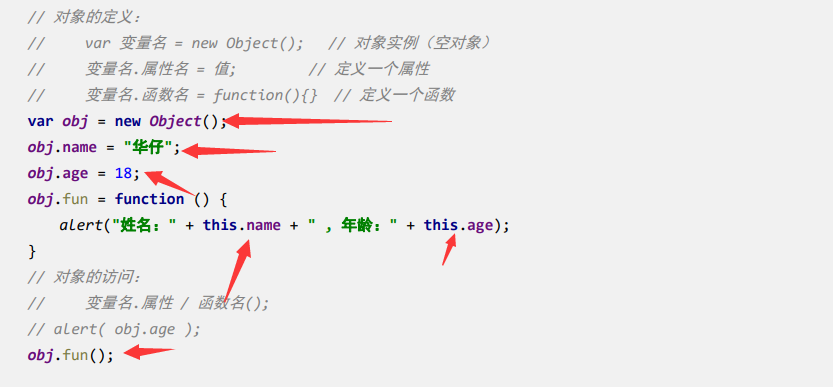 // 对象的定义：
// var 变量名 = new Object(); // 对象实例（空对象）
// 变量名.属性名 = 值; // 定义一个属性
// 变量名.函数名 = function(){} // 定义一个函数
var obj = new Object();
obj.name = "华仔";
obj.age = 18;
obj.fun = function () {
alert("姓名：" + this.name + " , 年龄：" + this.age);
}
// 对象的访问：
// 变量名.属性 / 函数名();
// alert( obj.age );
obj.fun();